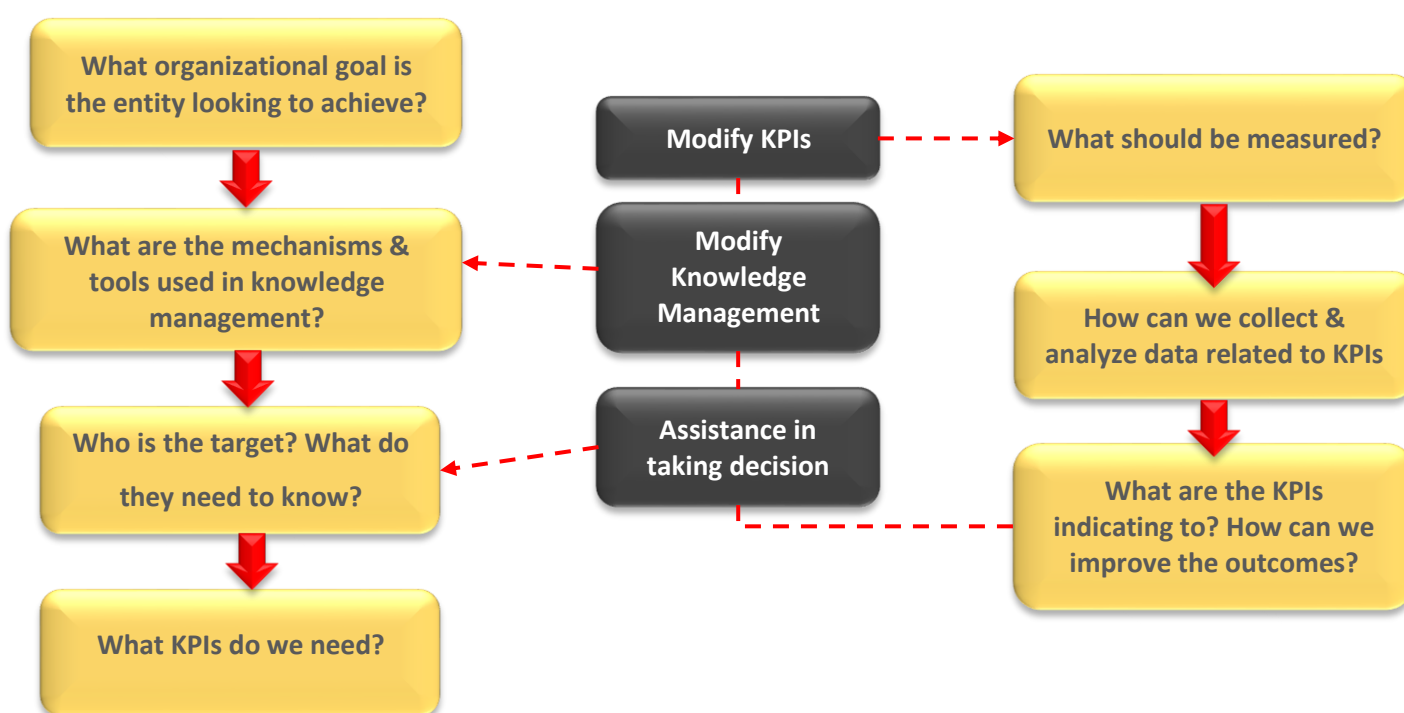 What organizational goal is
the entity looking to achieve?
What are the mechanisms &
tools used in knowledge
management?
Who is the target? What do
they need to know?
What KPIs do we need?
Modify KPIs
Modify
Knowledge
Management
Assistance in
taking decision
What should be measured?
How can we collect &
analyze data related to KPIs
What are the KPIs
indicating to? How can we
improve the outcomes?